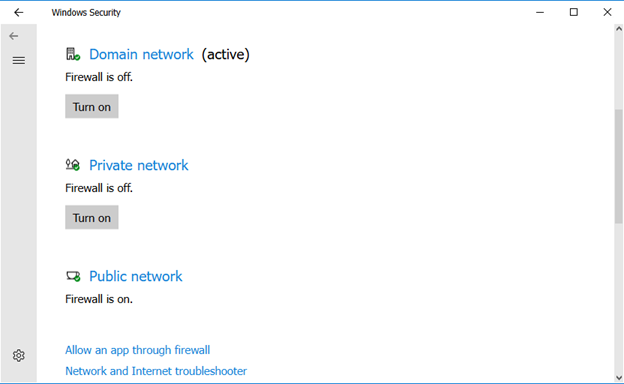 Windows Security
Domain network (active)
Firewall is off.
Turn on
Private network
Firewall is off.
Turn on
Public network
Firewall is on.
Allow an app through firewall
Network and Internet troubleshooter